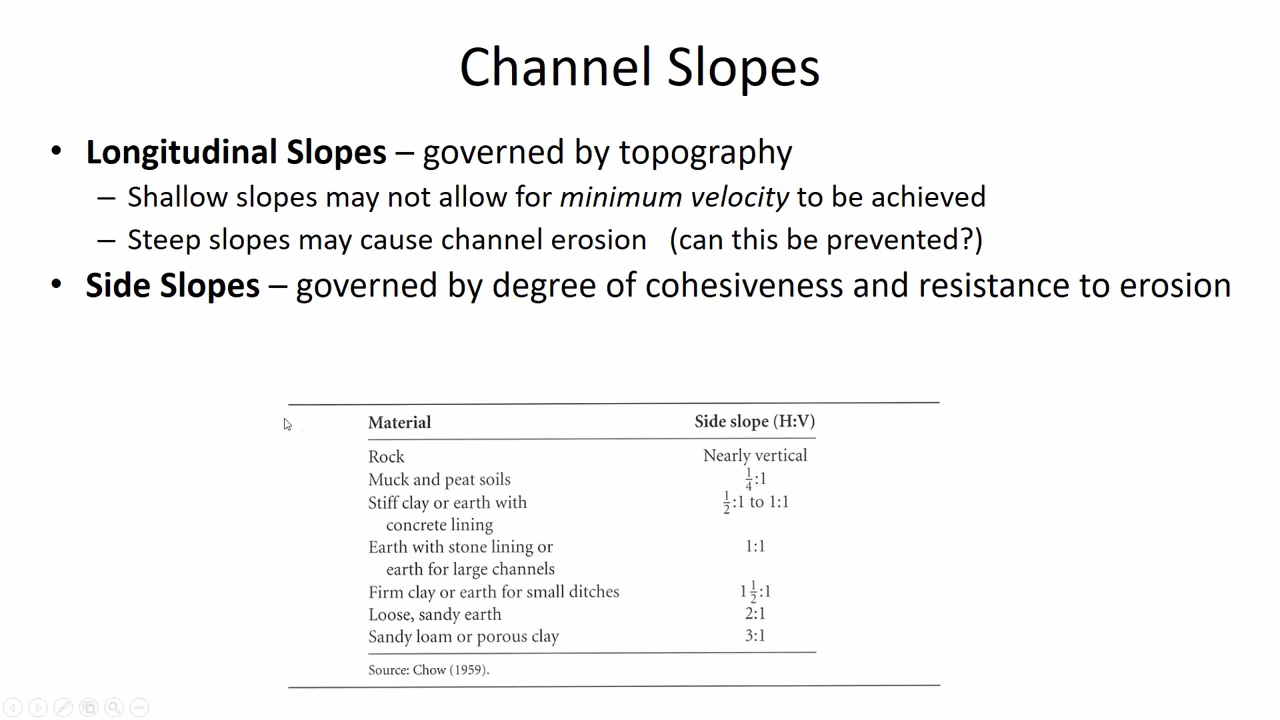 Channel Slopes
• Longitudinal Slopes – governed by topography
– Shallow slopes may not allow for minimum velocity to be achieved
– Steep slopes may cause channel erosion (can this be prevented?)
• Side Slopes – governed by degree of cohesiveness and resistance to erosion
Material Side slope (H:V)
Rock Nearly vertical
Muck and peat soils 1/4:1
Stiff clay or earth with 1/2:1 to 1:1
concrete lining
Earth with stone lining or 1:1
earth for large channels
Firm clay or earth for small ditches 1 1/2:1
Loose, sandy earth 2:1
Sandy loam or porous clay 3:1
Source: Chow (1959).